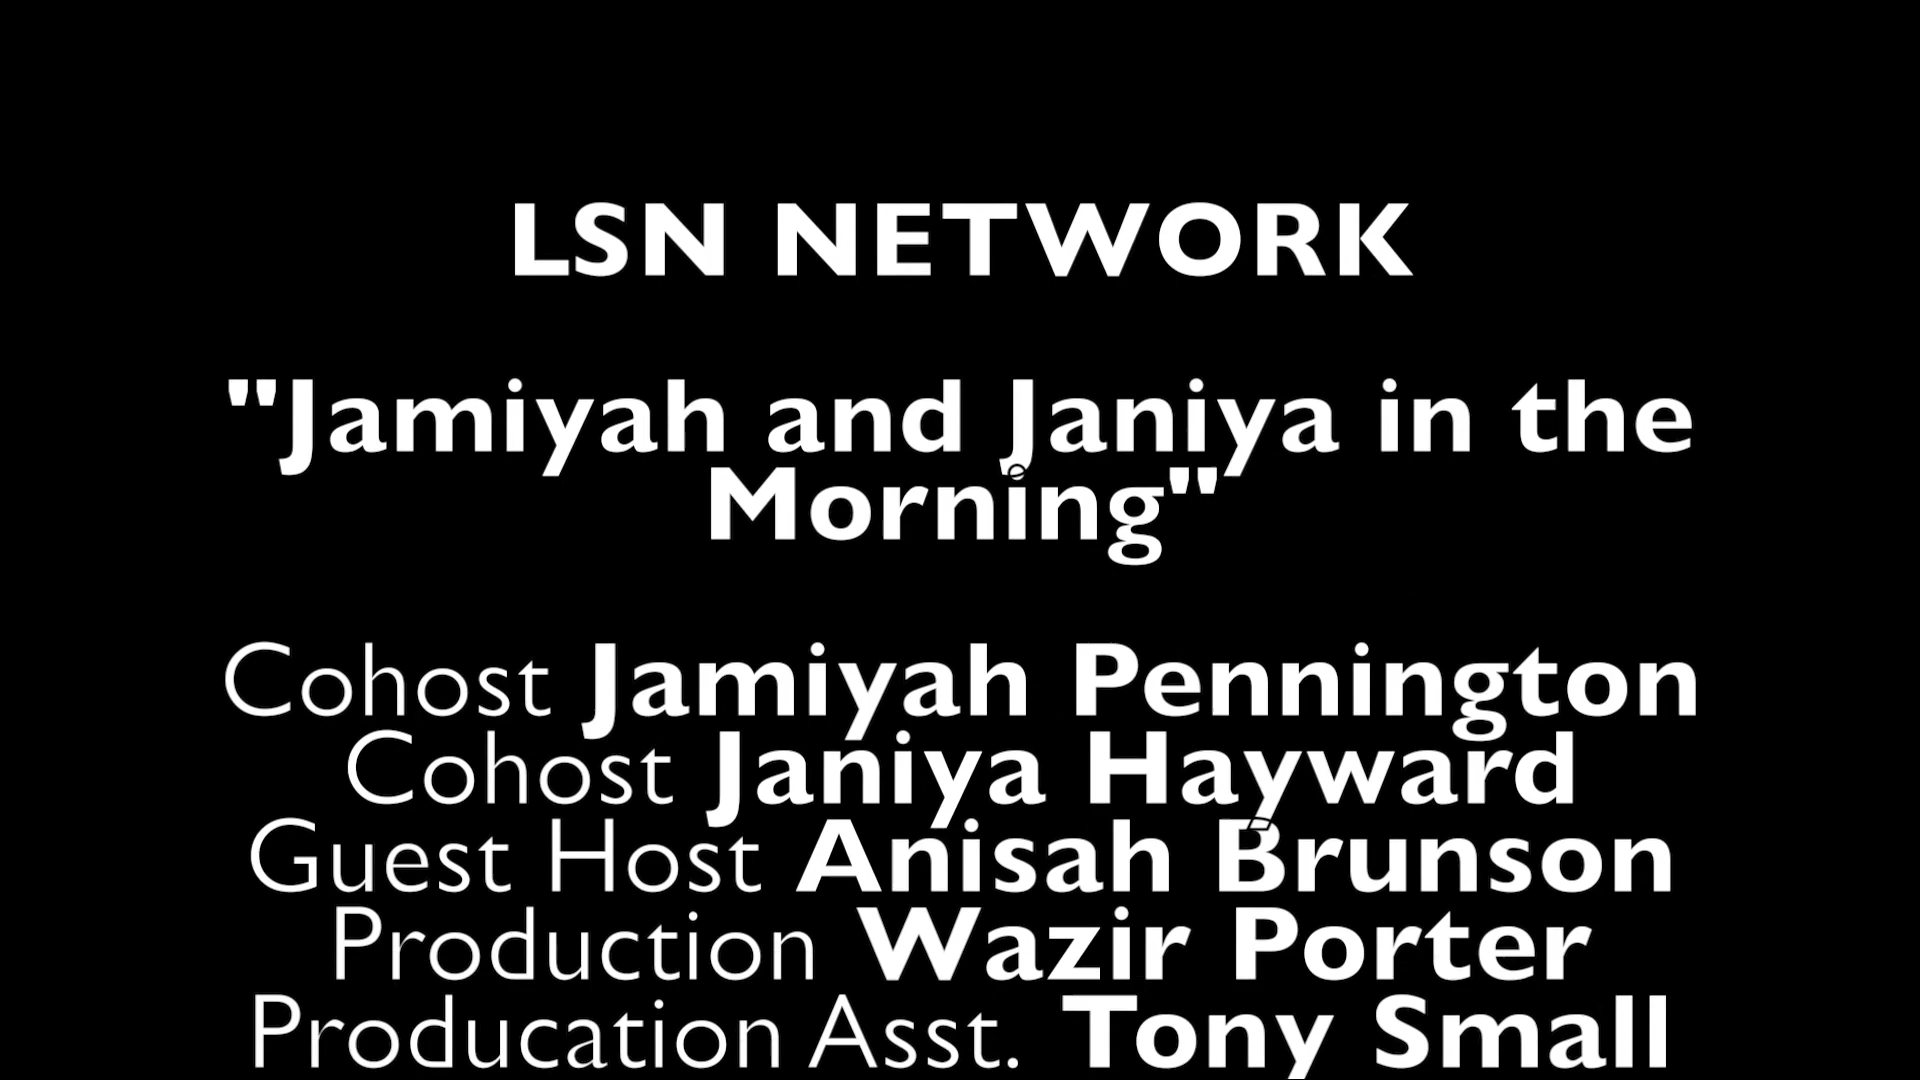 LSN NETWORK
"Jamiyah and Janiya in the
Morning"
Cohost Jamiyah Pennington
Cohost Janiya Hayward
Guest Host Anisah Brunson
Production Wazir Porter
Producation Asst. Tony Small